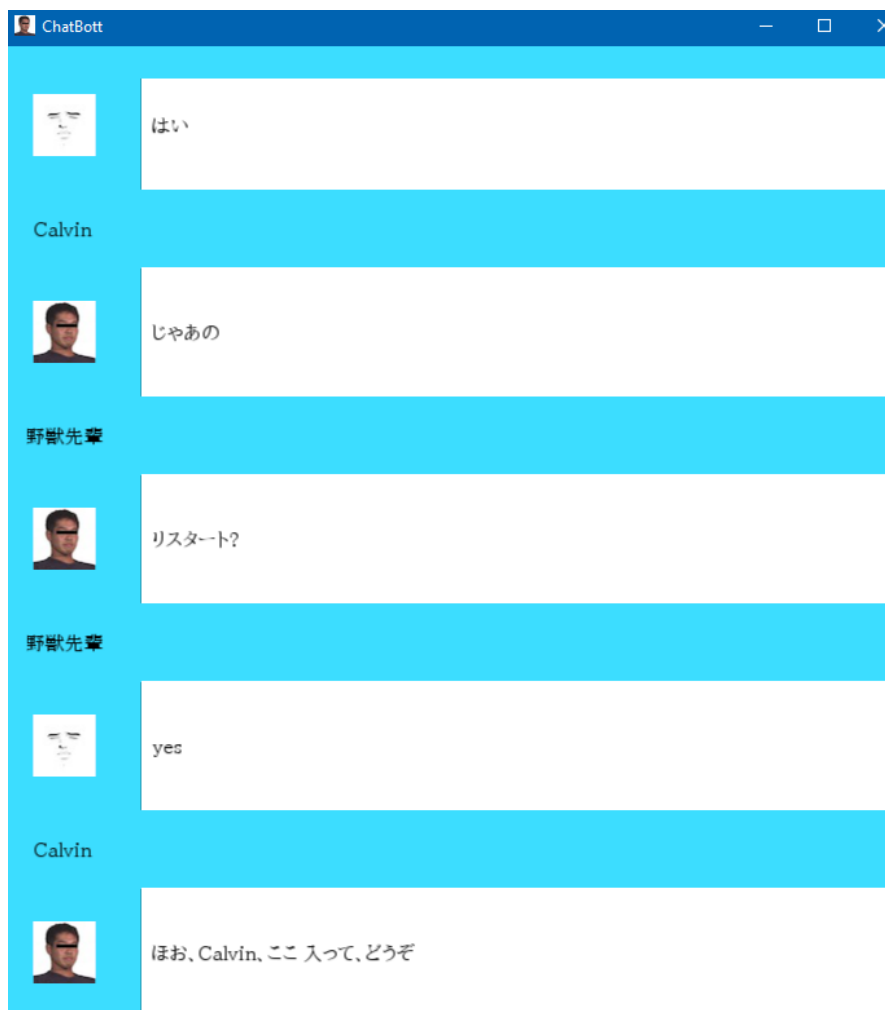 ChatBott
はい
Calvin
じゃあの
野獣先輩
リスタート?
野獣先輩
yes
Calvin
ほお、Calvin、ここ 入って、どうぞ